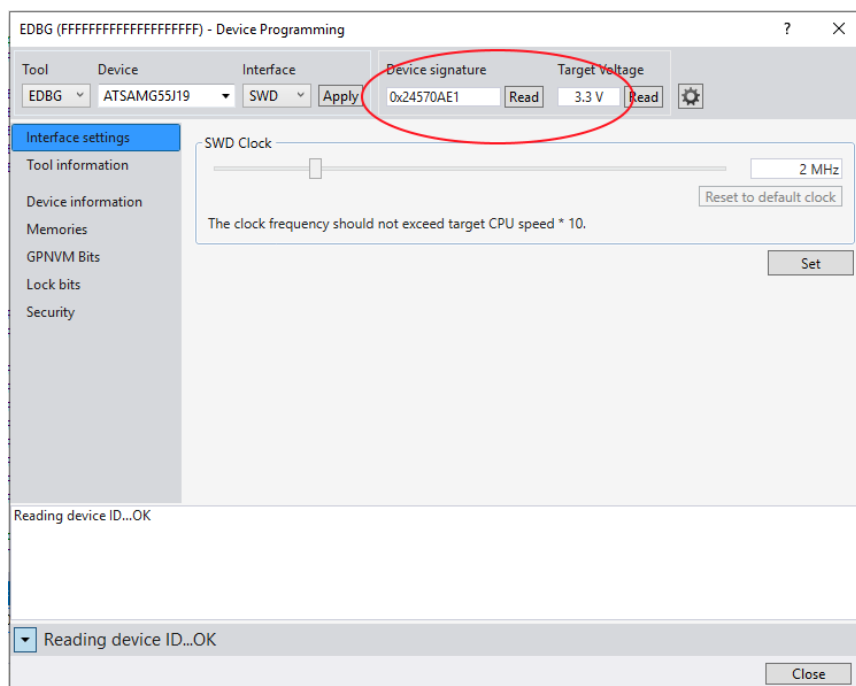 EDBG (FFFFFFFFFFFFFFFFFFFF) - Device Programming ? ×
Tool Device Interface Device signature Target Voltage
EDBG ATSAMG55J19 SWD Apply 0x24570AE1 Read 3.3 V Read
Interface settings
Tool information
Device information
Memories
GPNVM Bits
Lock bits
Security
SWD Clock
2 MHz
Reset to default clock
The clock frequency should not exceed target CPU speed * 10.
Set
Reading device ID...OK
Reading device ID...OK
Close